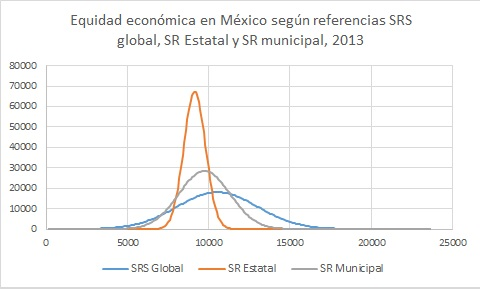 Equidad económica en México según referencias SRS
global, SR Estatal y SR municipal, 2013
80000
70000
60000
50000
40000
30000
20000
10000
0
0 5000 10000 15000 20000 25000
SRS Global SR Estatal SR Municipal